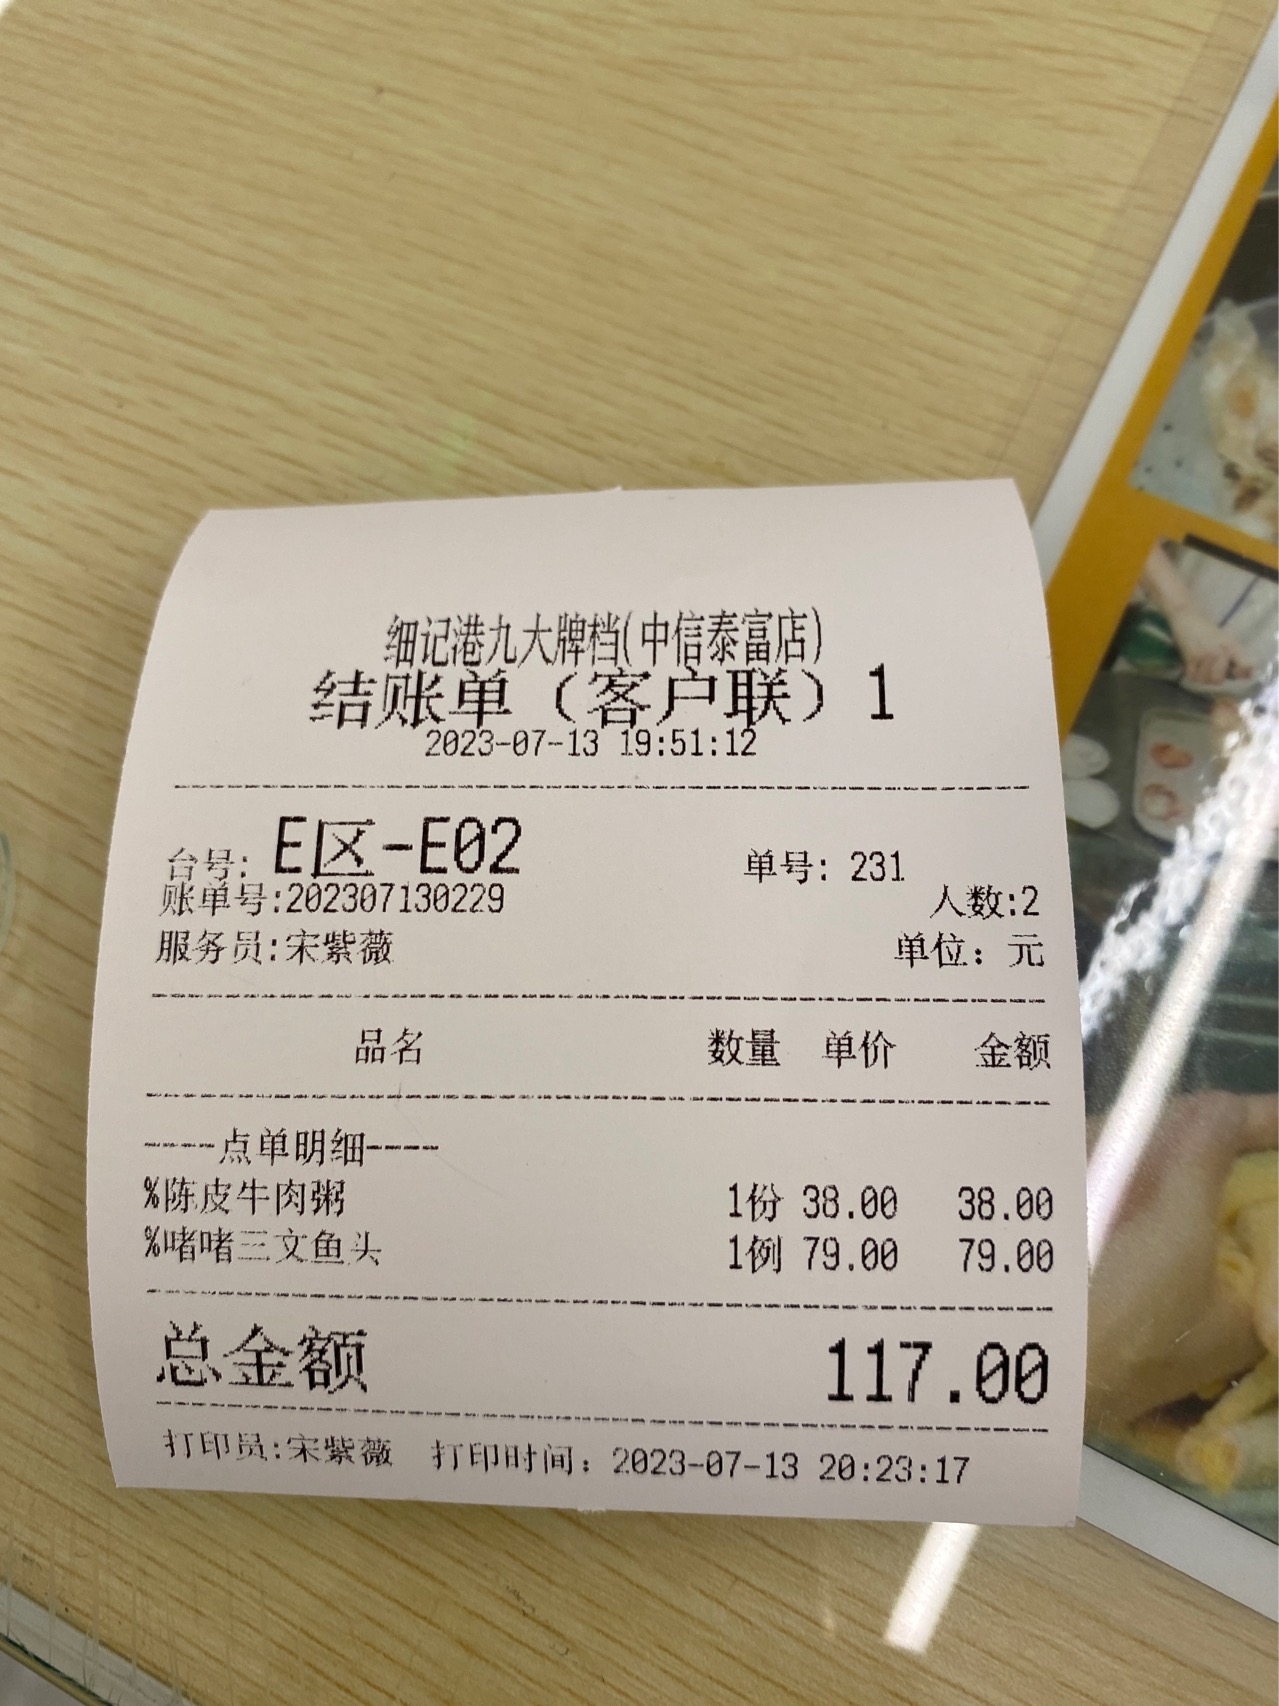 细记港九大牌档(中信泰富店)
结账单（客户联）1
2023-07-13 19:51:12
台号: E区-E02 单号: 231
账单号:202307130229 人数:2
服务员:宋紫薇 单位: 元
品名 数量 单价 金额
----点单明细----
%陈皮牛肉粥 1份 38.00 38.00
%啫啫三文鱼头 1例 79.00 79.00
总金额 117.00
打印员:宋紫薇 打印时间: 2023-07-13 20:23:17